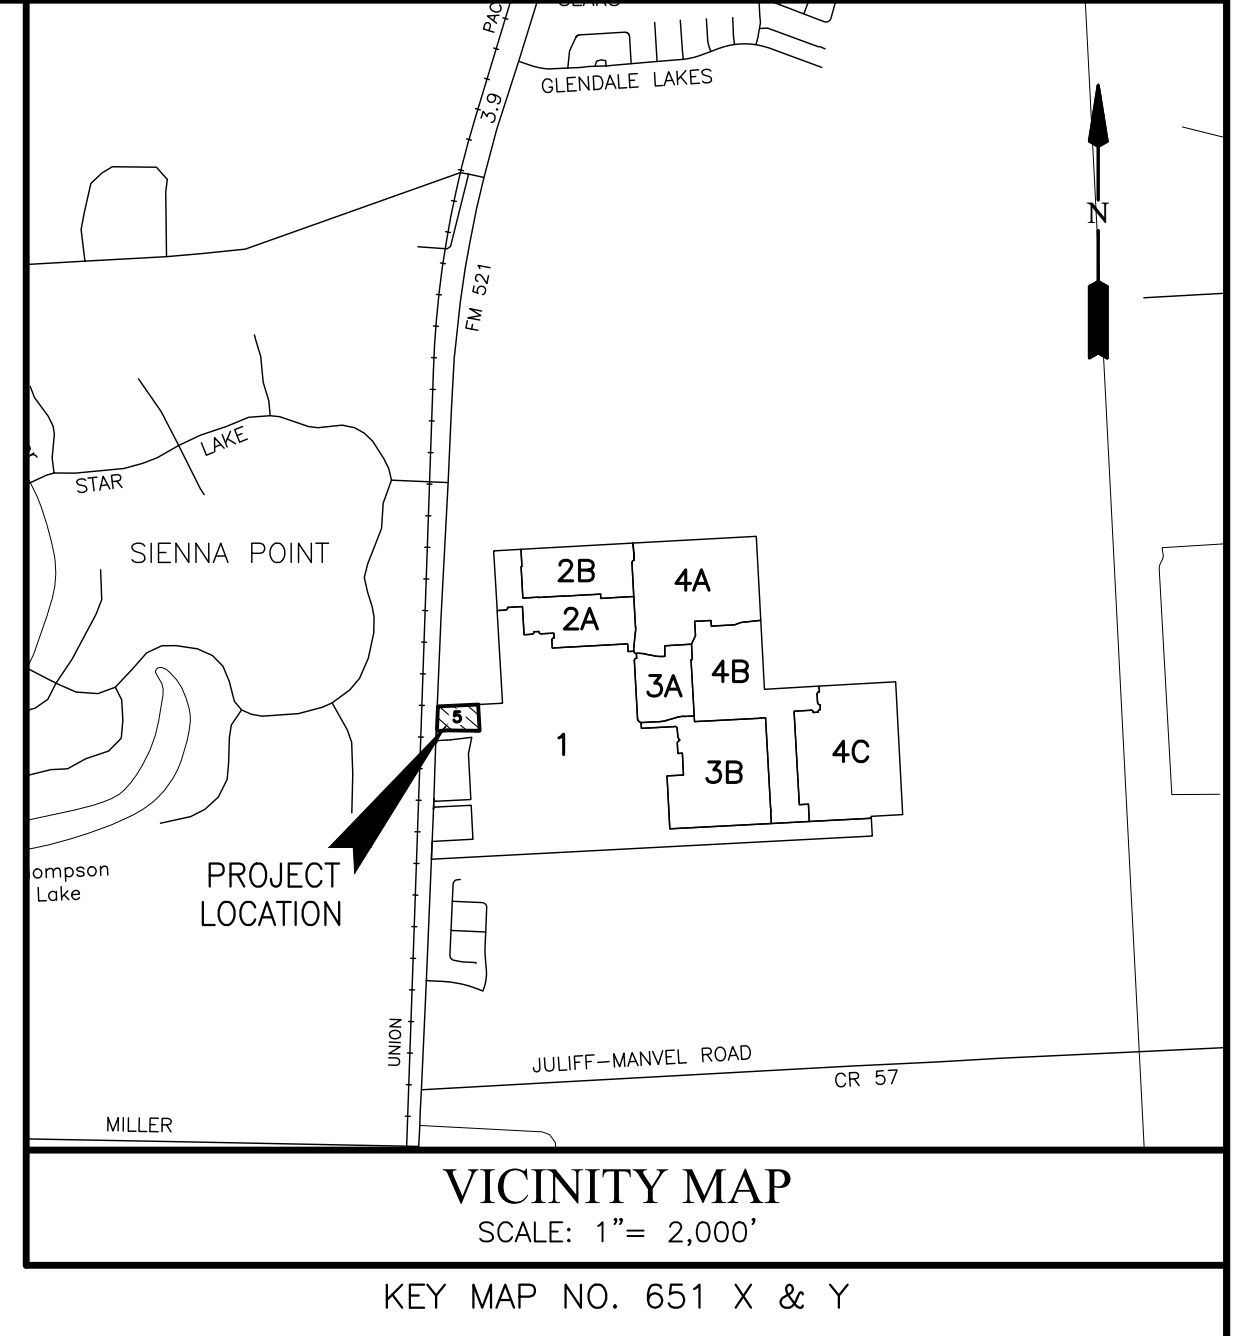 PAC
GLENDALE LAKES
3.9
N
FM 521
LAKE
STAR
SIENNA POINT
2B
4A
2A
4B
3A
5
1
4C
3B
ompson
Lake
PROJECT
LOCATION
UNION
JULIFF-MANVEL ROAD
CR 57
MILLER
VICINITY MAP
SCALE: 1"= 2,000'
KEY MAP NO. 651 X & Y